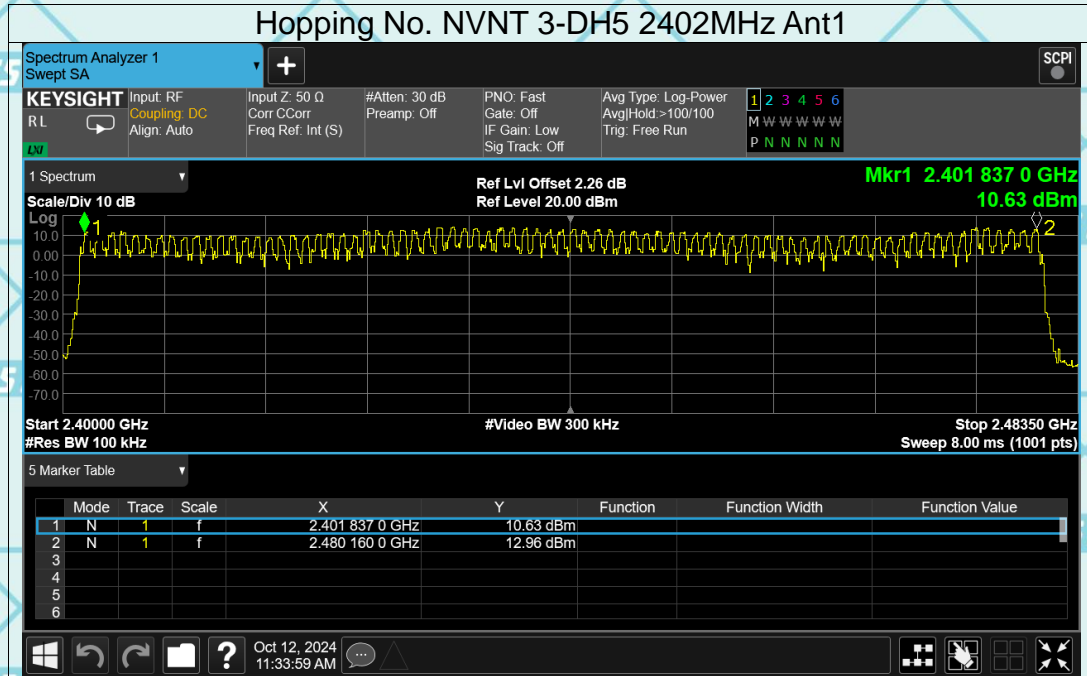 Hopping No. NVNT 3-DH5 2402MHz Ant1
Spectrum Analyzer 1
Swept SA
SCPI
KEYSIGHT Input: RF Input Z: 50 Ω #Atten: 30 dB PNO: Fast Avg Type: Log-Power 1 2 3 4 5 6
RL Coupling: DC Corr CCorr Preamp: Off Gate: Off Avg|Hold:>100/100 M W W W W W
Align: Auto Freq Ref: Int (S) IF Gain: Low Trig: Free Run
LXI Sig Track: Off P N N N N N
1 Spectrum Ref Lvl Offset 2.26 dB Mkr1 2.401 837 0 GHz
Scale/Div 10 dB Ref Level 20.00 dBm 10.63 dBm
Log
1 2
10.0
0.00
-10.0
-20.0
-30.0
-40.0
-50.0
-60.0
-70.0
Start 2.40000 GHz #Video BW 300 kHz Stop 2.48350 GHz
#Res BW 100 kHz Sweep 8.00 ms (1001 pts)
5 Marker Table
Mode Trace Scale X Y Function Function Width Function Value
1 N 1 f 2.401 837 0 GHz 10.63 dBm
2 N 1 f 2.480 160 0 GHz 12.96 dBm
3
4
5
6
? Oct 12, 2024
11:33:59 AM